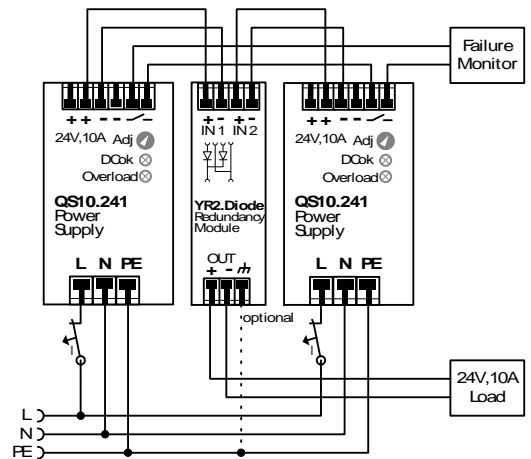 Failure
Monitor
+ + - -
24V,10A Adj
DCok
Overload
QS10.241
Power
Supply
L N PE
+ - + -
IN 1 IN 2
YR2.Diode
Redundancy
Module
OUT
+ -
optional
+ + - -
24V,10A Adj
DCok
Overload
QS10.241
Power
Supply
L N PE
I
I
24V,10A
Load
L
N
PE